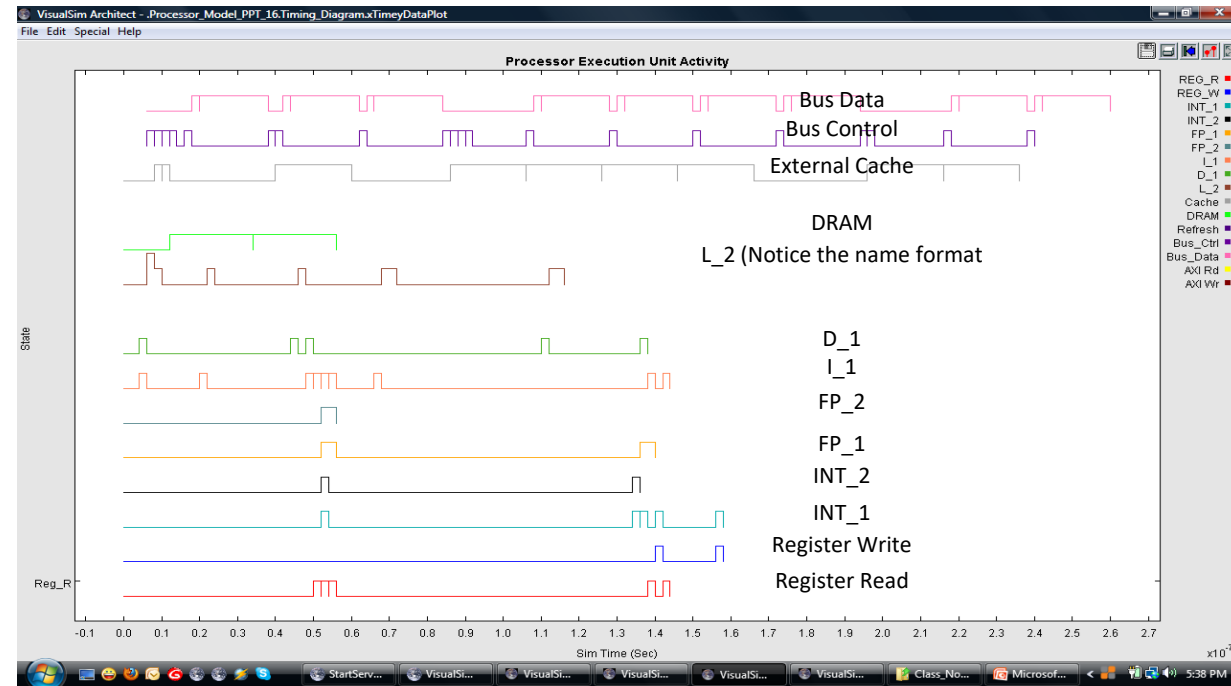 VisualSim Architect - .Processor_Model_PPT_16.Timing_Diagram.xTimeyDataPlot
File Edit Special Help
Processor Execution Unit Activity
Bus Data
Bus Control
External Cache
DRAM
L_2 (Notice the name format
D_1
I_1
FP_2
FP_1
INT_2
INT_1
Register Write
Register Read
REG_R
REG_W
INT_1
INT_2
FP_1
FP_2
I_1
D_1
L_2
Cache
DRAM
Refresh
Bus_Ctrl
Bus_Data
AXI Rd
AXI Wr
State
Reg_R
-0.1 0.0 0.1 0.2 0.3 0.4 0.5 0.6 0.7 0.8 0.9 1.0 1.1 1.2 1.3 1.4 1.5 1.6 1.7 1.8 1.9 2.0 2.1 2.2 2.3 2.4 2.5 2.6 2.7
Sim Time (Sec)
StartServ... VisualSi... VisualSi... VisualSi... VisualSi... VisualSi... Class_No... Microsof... 5:38 PM